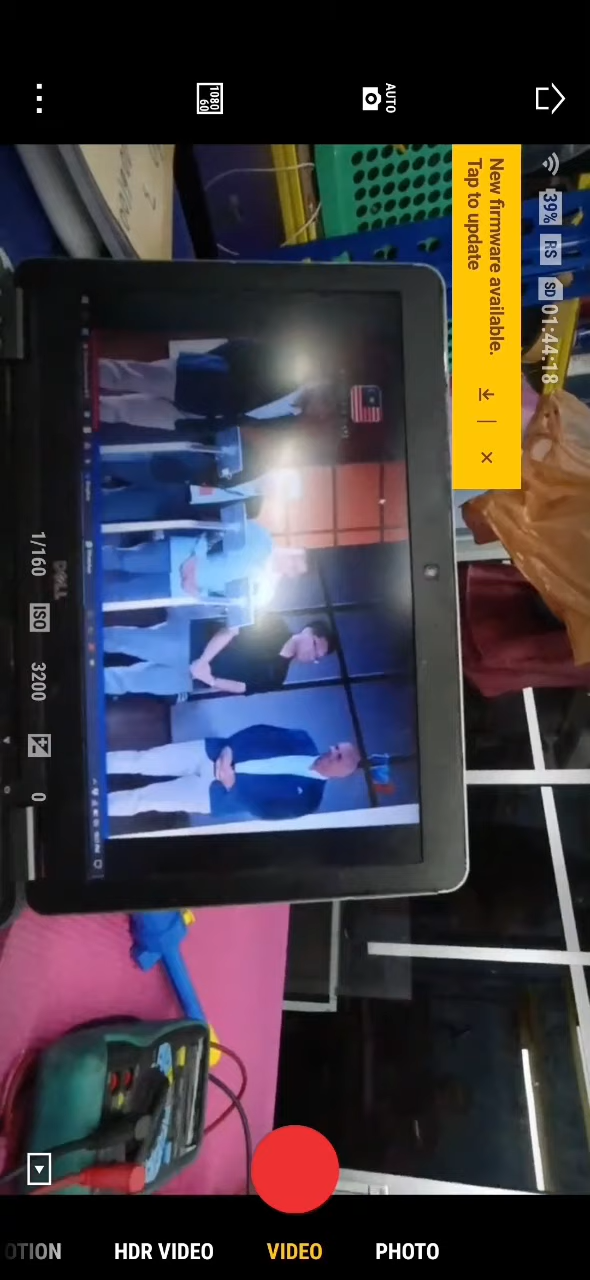 1080
60
AUTO
39%
RS
SD
01:44:18
New firmware available.
Tap to update
DELL
1/160
ISO
3200
0
OTION
HDR VIDEO
VIDEO
PHOTO